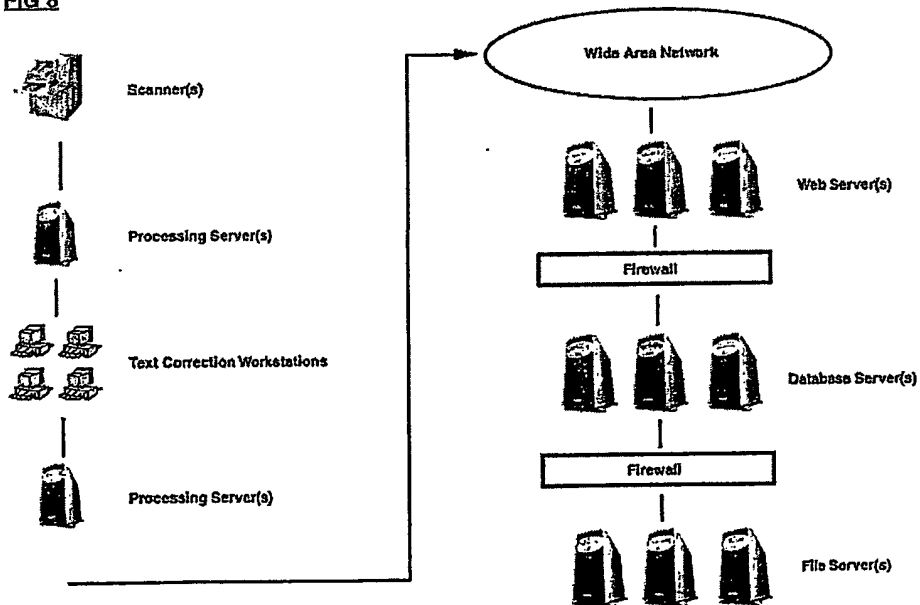 FIG 8
Scanner(s)
Processing Server(s)
Text Correction Workstations
Processing Server(s)
Wide Area Network
Web Server(s)
Firewall
Database Server(s)
Firewall
File Server(s)